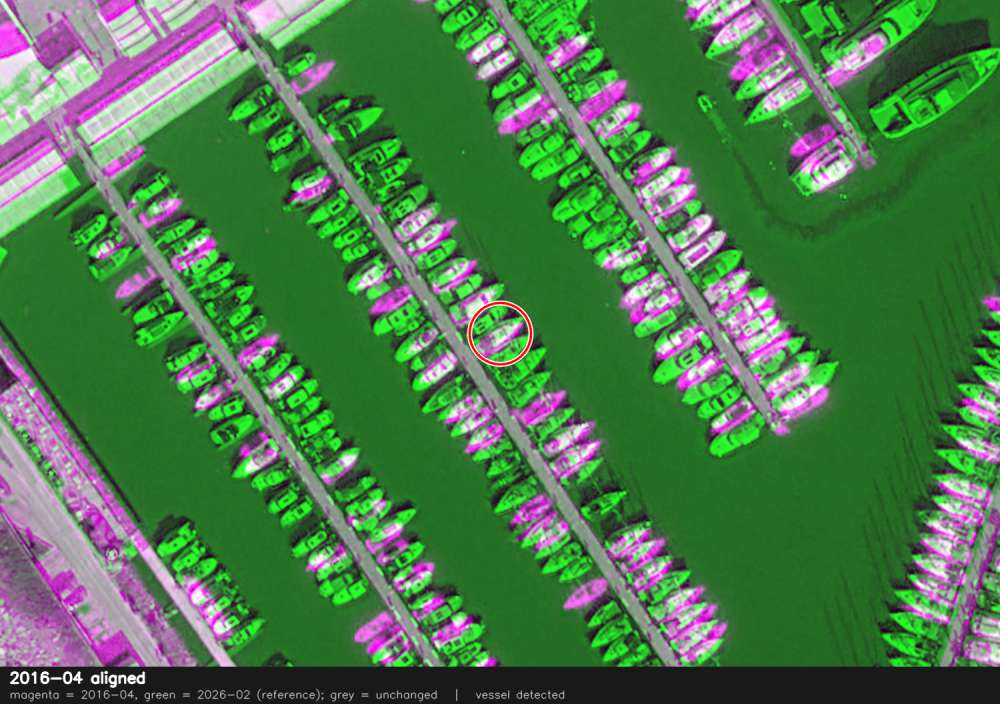 2016-04 aligned
magenta = 2016-04, green = 2026-02 (reference); grey = unchanged | vessel detected